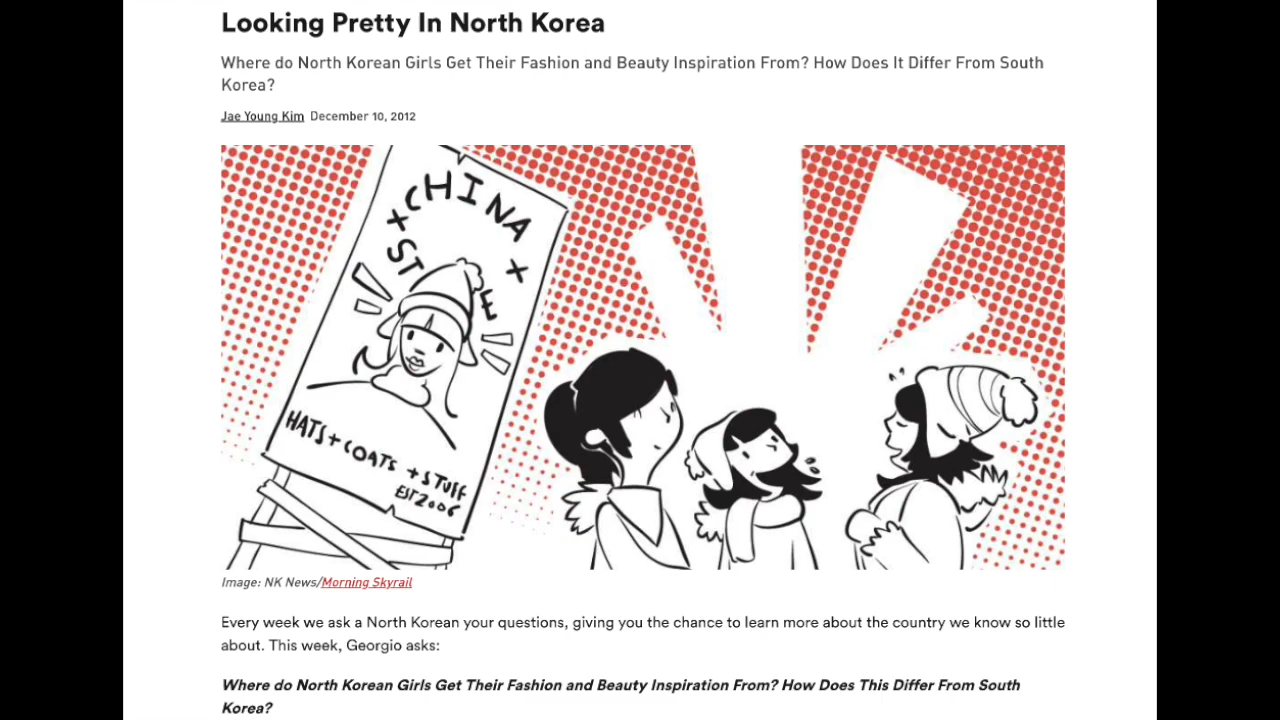 Looking Pretty In North Korea
Where do North Korean Girls Get Their Fashion and Beauty Inspiration From? How Does It Differ From South
Korea?
Jae Young Kim December 10, 2012
CHINA
x ST E x
HATS + COATS + STUFF
EST 2006
Image: NK News/Morning Skyrail
Every week we ask a North Korean your questions, giving you the chance to learn more about the country we know so little
about. This week, Georgio asks:
Where do North Korean Girls Get Their Fashion and Beauty Inspiration From? How Does This Differ From South
Korea?